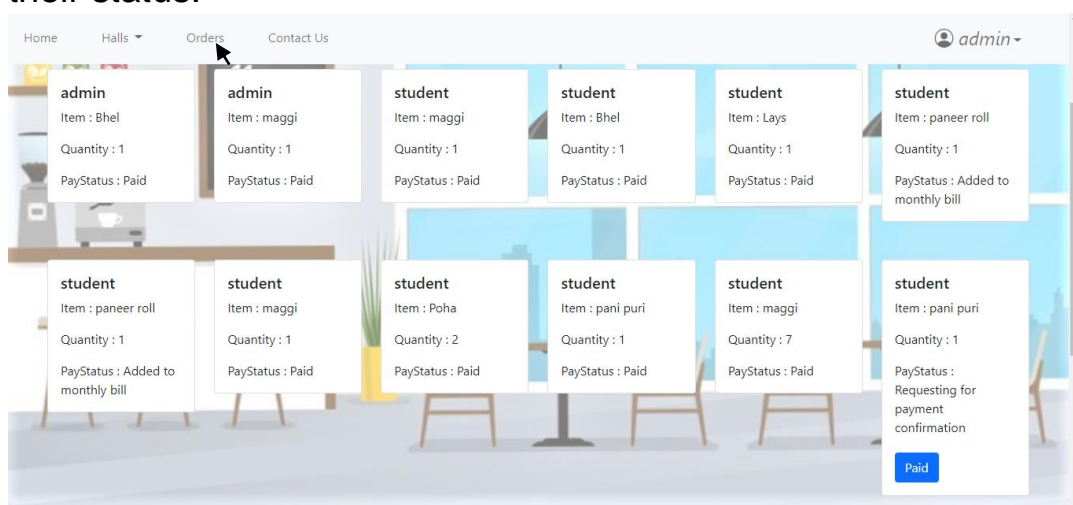 their status.
Home Halls Orders Contact Us admin
admin
Item : Bhel
Quantity : 1
PayStatus : Paid
admin
Item : maggi
Quantity : 1
PayStatus : Paid
student
Item : maggi
Quantity : 1
PayStatus : Paid
student
Item : Bhel
Quantity : 1
PayStatus : Paid
student
Item : Lays
Quantity : 1
PayStatus : Paid
student
Item : paneer roll
Quantity : 1
PayStatus : Added to
monthly bill
student
Item : paneer roll
Quantity : 1
PayStatus : Added to
monthly bill
student
Item : maggi
Quantity : 1
PayStatus : Paid
student
Item : Poha
Quantity : 2
PayStatus : Paid
student
Item : pani puri
Quantity : 1
PayStatus : Paid
student
Item : maggi
Quantity : 7
PayStatus : Paid
student
Item : pani puri
Quantity : 1
PayStatus :
Requesting for
payment
confirmation
Paid